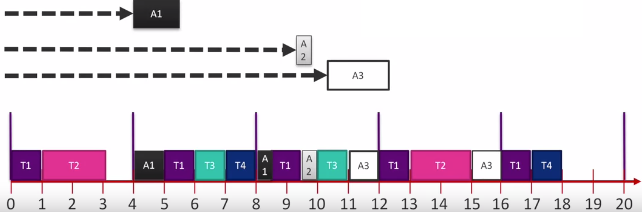 A1
A
2
A3
T1 T2 A1 T1 T3 T4 A
1 T1 A
2 T3 A3 T1 T2 A3 T1 T4
0 1 2 3 4 5 6 7 8 9 10 11 12 13 14 15 16 17 18 19 20